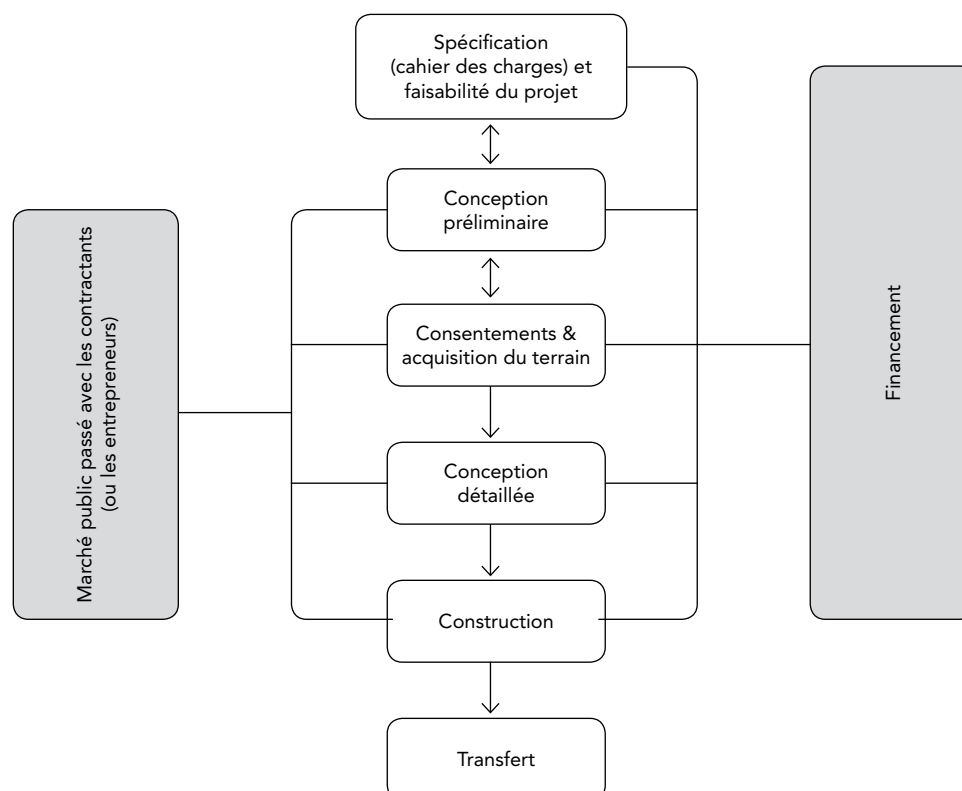 Spécification
(cahier des charges) et
faisabilité du projet
Conception
préliminaire
Marché public passé avec les contractants
(ou les entrepreneurs)
Consentements &
acquisition du terrain
Financement
Conception
détaillée
Construction
Transfert